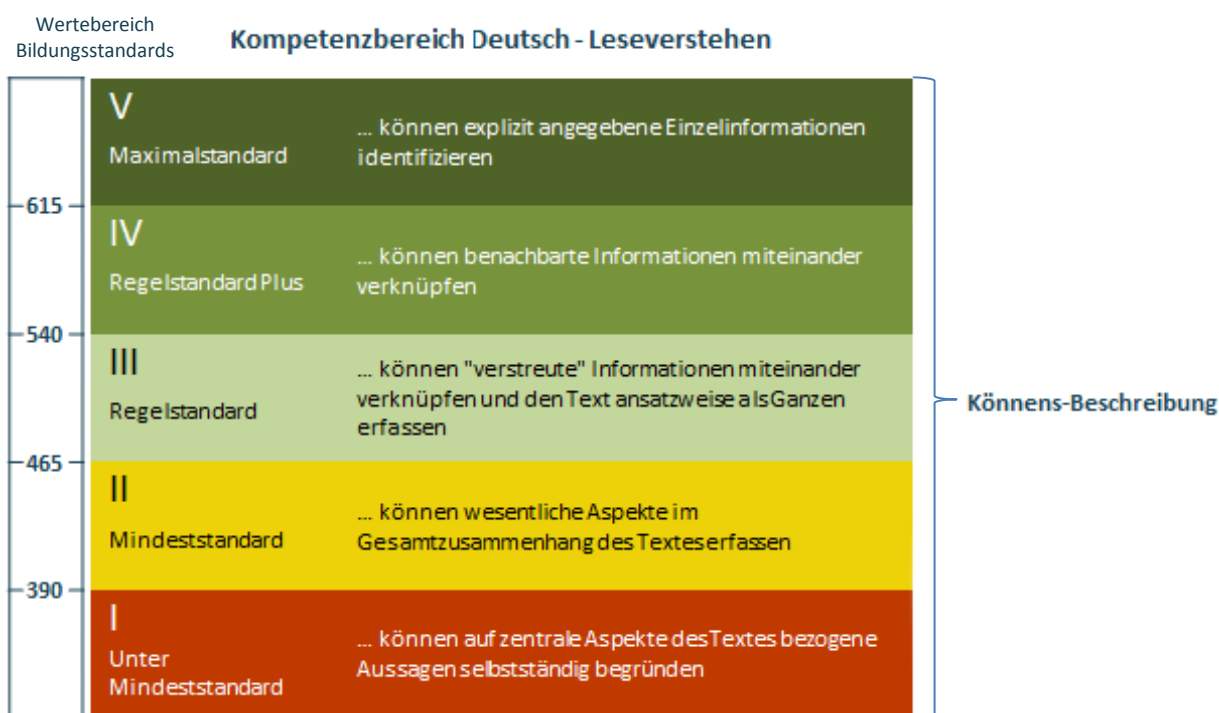 Wertebereich
Bildungsstandards
Kompetenzbereich Deutsch - Leseverstehen
V
Maximalstandard
... können explizit angegebene Einzelinformationen
identifizieren
615
IV
Regelstandard Plus
... können benachbarte Informationen miteinander
verknüpfen
540
III
Regelstandard
... können "verstreute" Informationen miteinander
verknüpfen und den Text ansatzweise als Ganzen
erfassen
Könnens-Beschreibung
465
II
Mindeststandard
... können wesentliche Aspekte im
Gesamtzusammenhang des Textes erfassen
390
I
Unter
Mindeststandard
... können auf zentrale Aspekte des Textes bezogene
Aussagen selbstständig begründen